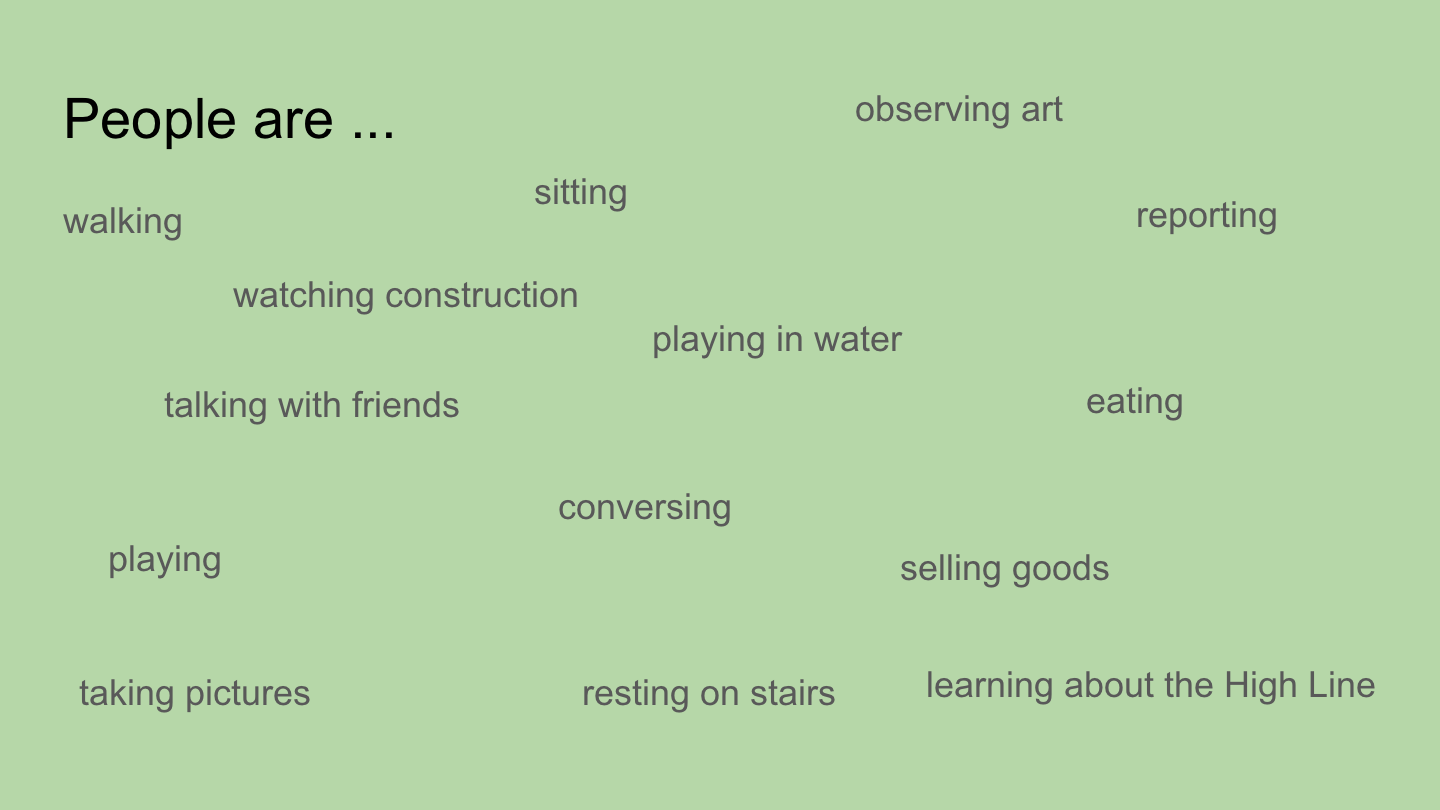 People are ...
observing art
sitting
walking
reporting
watching construction
playing in water
talking with friends
eating
conversing
playing
selling goods
taking pictures
resting on stairs
learning about the High Line